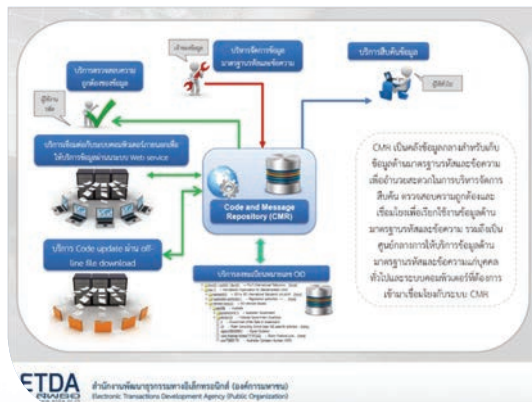 เจ้าของข้อมูล
บริหารจัดการข้อมูล
มาตรฐานรหัสและข้อความ
บริการสืบค้นข้อมูล
ผู้ใช้ทั่วไป
บริการตรวจสอบความ
ถูกต้องของข้อมูล
ผู้ใช้งาน
บริการเชื่อมต่อกับระบบคอมพิวเตอร์ภายนอกเพื่อ
ให้บริการข้อมูลผ่านระบบ Web service
Code and Message
Repository (CMR)
บริการ Code update ผ่าน off-
line file download
บริการลงทะเบียนหมายเลข OID
CMR เป็นคลังข้อมูลกลางสำหรับเก็บ
ข้อมูลด้านมาตรฐานรหัสและข้อความ
เพื่ออำนวยสะดวกในการบริหารจัดการ
สืบค้น ตรวจสอบความถูกต้องและ
เชื่อมโยงเพื่อเรียกใช้งานข้อมูลด้าน
มาตรฐานรหัสและข้อความ รวมถึงเป็น
ศูนย์กลางการให้บริการข้อมูลด้าน
มาตรฐานรหัสและข้อความแก่บุคคล
ทั่วไปและระบบคอมพิวเตอร์ที่ต้องการ
เข้ามาเชื่อมโยงกับระบบ CMR
ETDA
สำนักงานพัฒนาธุรกรรมทางอิเล็กทรอนิกส์ (องค์การมหาชน)
Electronic Transactions Development Agency (Public Organization)